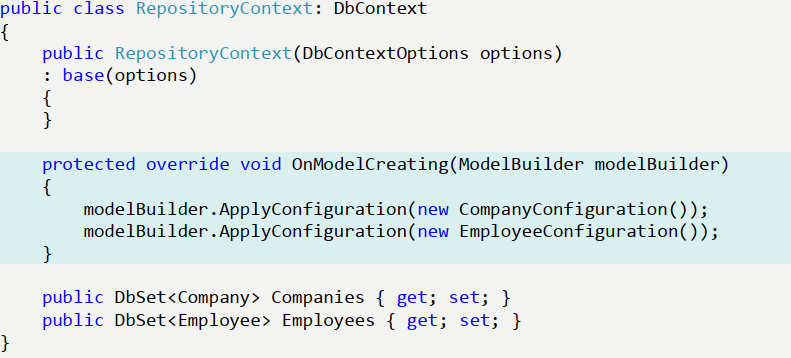 public class RepositoryContext: DbContext
{
    public RepositoryContext(DbContextOptions options)
    : base(options)
    {
    }
    protected override void OnModelCreating(ModelBuilder modelBuilder)
    {
        modelBuilder.ApplyConfiguration(new CompanyConfiguration());
        modelBuilder.ApplyConfiguration(new EmployeeConfiguration());
    }
    public DbSet<Company> Companies { get; set; }
    public DbSet<Employee> Employees { get; set; }
}